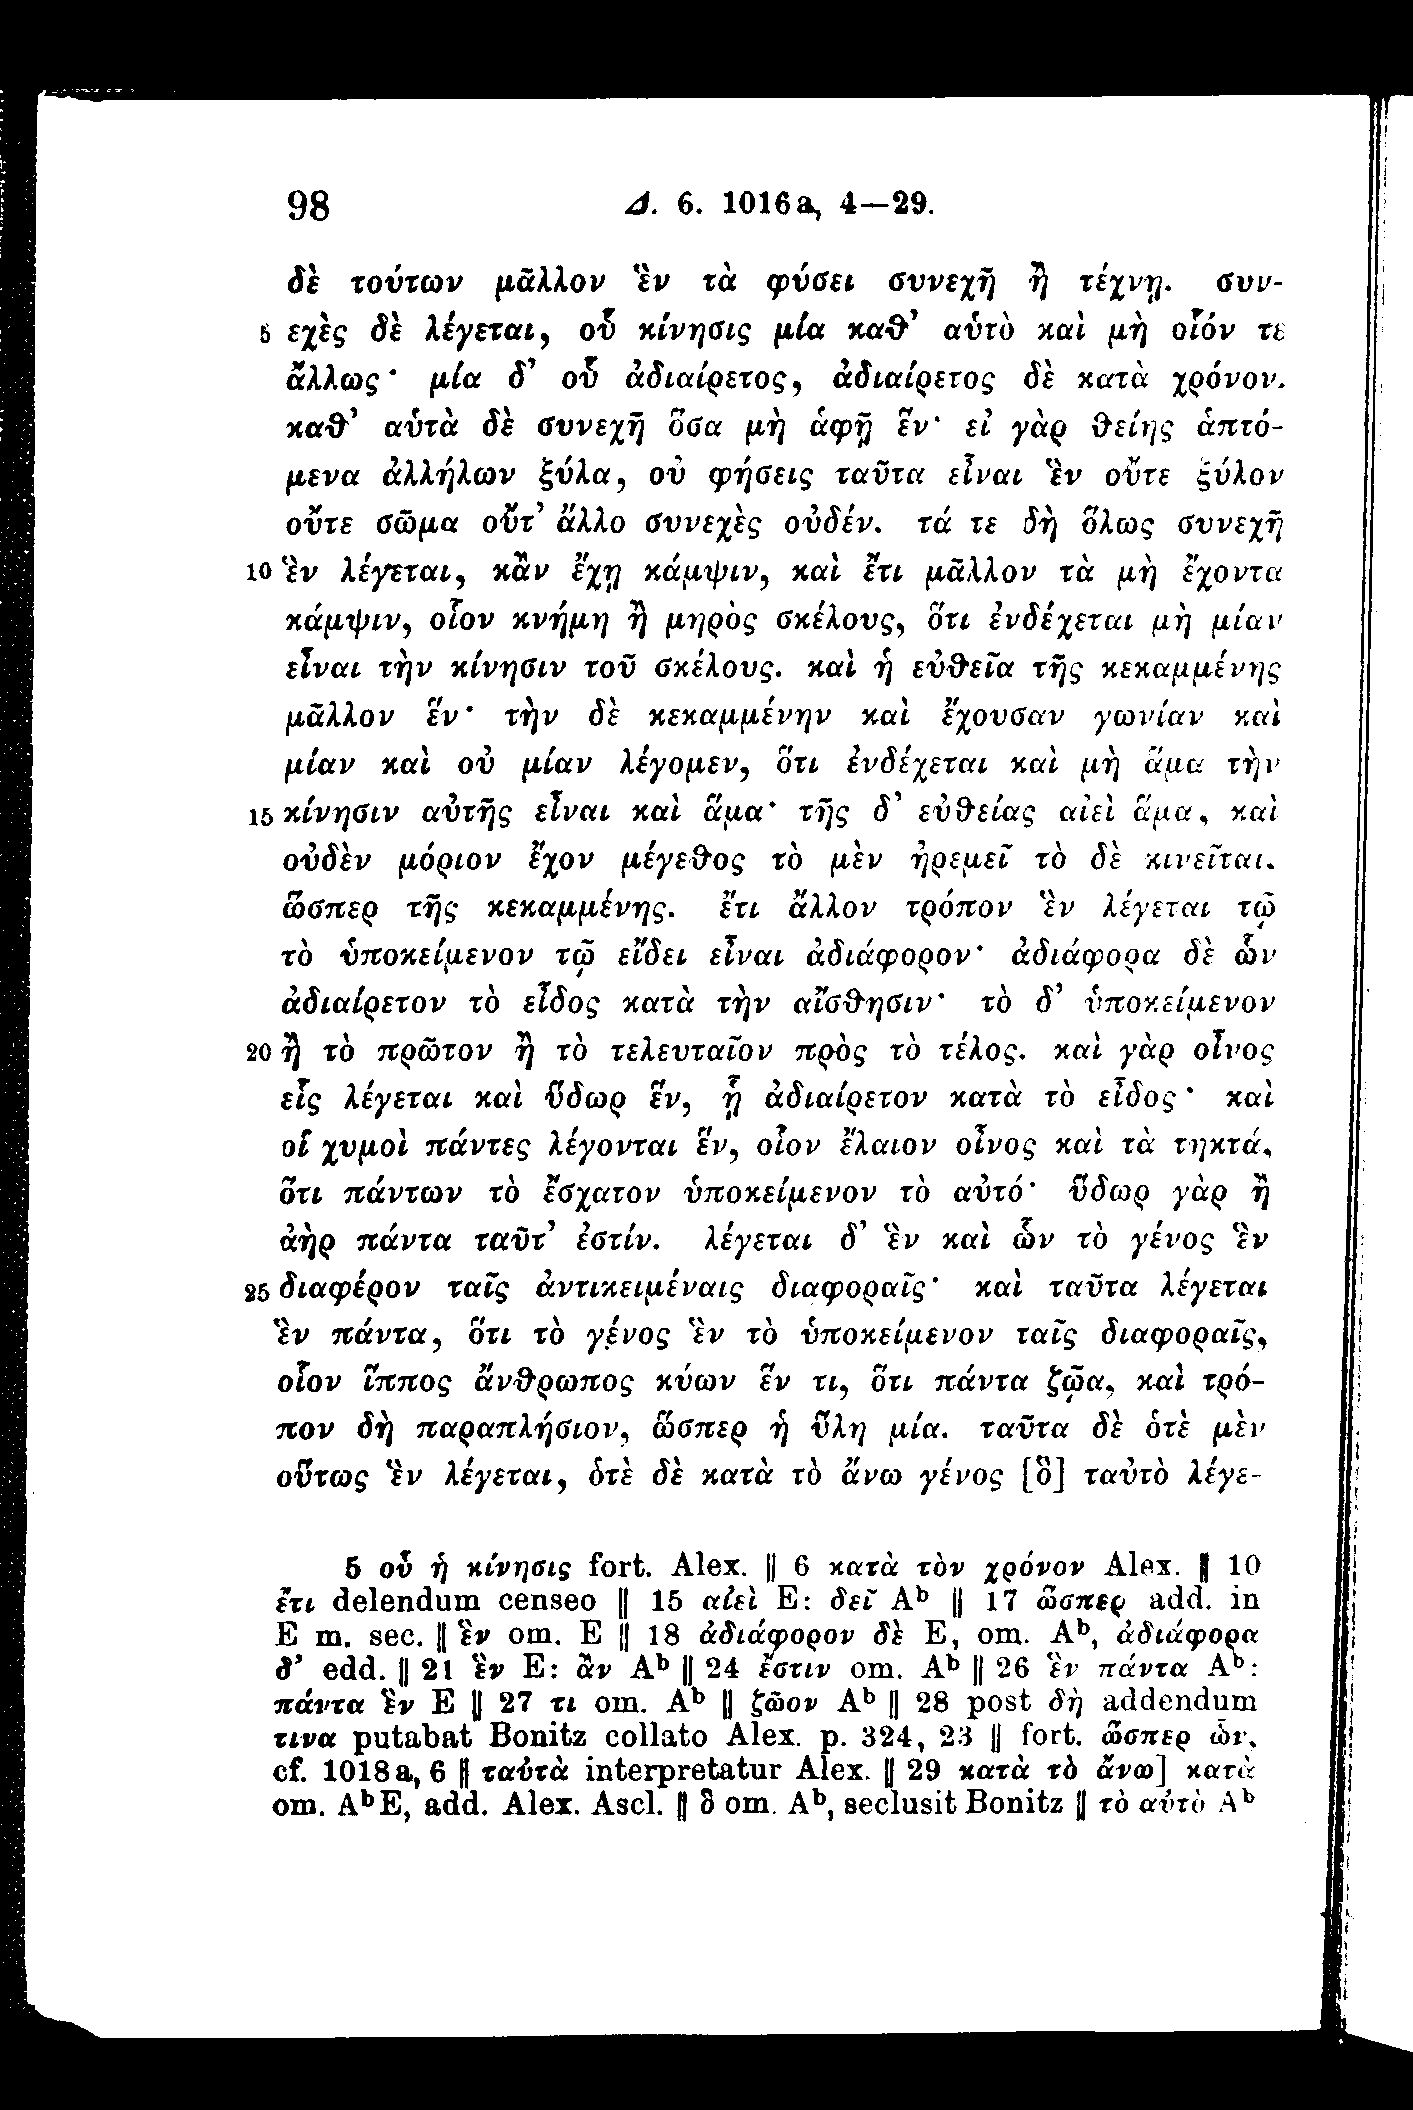 98 Δ. 6. 1016a, 4—29.
δὲ τούτων μᾶλλον ἓν τὰ φύσει συνεχῆ ἢ τέχνῃ. συν-
5 εχὲς δὲ λέγεται, οὗ κίνησις μία καθ’ αὑτὸ καὶ μὴ οἷόν τε
ἄλλως· μία δ’ οὗ ἀδιαίρετος, ἀδιαίρετος δὲ κατὰ χρόνον.
καθ’ αὑτὰ δὲ συνεχῆ ὅσα μὴ ἁφῇ ἕν· εἰ γὰρ θείης ἁπτό-
μενα ἀλλήλων ξύλα, οὐ φήσεις ταῦτα εἶναι ἓν οὔτε ξύλον
οὔτε σῶμα οὔτ’ ἄλλο συνεχὲς οὐδέν. τά τε δὴ ὅλως συνεχῆ
10 ἓν λέγεται, κἂν ἔχῃ κάμψιν, καὶ ἔτι μᾶλλον τὰ μὴ ἔχοντα
κάμψιν, οἷον κνήμη ἢ μηρὸς σκέλους, ὅτι ἐνδέχεται μὴ μίαν
εἶναι τὴν κίνησιν τοῦ σκέλους. καὶ ἡ εὐθεῖα τῆς κεκαμμένης
μᾶλλον ἕν· τὴν δὲ κεκαμμένην καὶ ἔχουσαν γωνίαν καὶ
μίαν καὶ οὐ μίαν λέγομεν, ὅτι ἐνδέχεται καὶ μὴ ἅμα τὴν
15 κίνησιν αὐτῆς εἶναι καὶ ἅμα· τῆς δ’ εὐθείας αἰεὶ ἅμα, καὶ
οὐδὲν μόριον ἔχον μέγεθος τὸ μὲν ἠρεμεῖ τὸ δὲ κινεῖται,
ὥσπερ τῆς κεκαμμένης. ἔτι ἄλλον τρόπον ἓν λέγεται τῷ
τὸ ὑποκείμενον τῷ εἴδει εἶναι ἀδιάφορον· ἀδιάφορα δὲ ὧν
ἀδιαίρετον τὸ εἶδος κατὰ τὴν αἴσθησιν· τὸ δ’ ὑποκείμενον
20 ἢ τὸ πρῶτον ἢ τὸ τελευταῖον πρὸς τὸ τέλος. καὶ γὰρ οἶνος
εἷς λέγεται καὶ ὕδωρ ἕν, ᾗ ἀδιαίρετον κατὰ τὸ εἶδος· καὶ
οἱ χυμοὶ πάντες λέγονται ἕν, οἷον ἔλαιον οἶνος καὶ τὰ τηκτά,
ὅτι πάντων τὸ ἔσχατον ὑποκείμενον τὸ αὐτό· ὕδωρ γὰρ ἢ
ἀὴρ πάντα ταῦτ’ ἐστίν. λέγεται δ’ ἓν καὶ ὧν τὸ γένος ἓν
25 διαφέρον ταῖς ἀντικειμέναις διαφοραῖς· καὶ ταῦτα λέγεται
ἓν πάντα, ὅτι τὸ γένος ἓν τὸ ὑποκείμενον ταῖς διαφοραῖς,
οἷον ἵππος ἄνθρωπος κύων ἕν τι, ὅτι πάντα ζῷα, καὶ τρό-
πον δὴ παραπλήσιον, ὥσπερ ἡ ὕλη μία. ταῦτα δὲ ὁτὲ μὲν
οὕτως ἓν λέγεται, ὁτὲ δὲ κατὰ τὸ ἄνω γένος [ὃ] ταὐτὸ λέγε-
5 οὗ ἡ κίνησις fort. Alex. || 6 κατὰ τὸν χρόνον Alex. || 10
ἔτι delendum censeo || 15 αἰεὶ E: δεῖ Aᵇ || 17 ὥσπερ add. in
E m. sec. || ἓν om. E || 18 ἀδιάφορον δὲ E, om. Aᵇ, ἀδιάφορα
δ’ edd. || 21 ἓν E: ἂν Aᵇ || 24 ἔστιν om. Aᵇ || 26 ἓν πάντα Aᵇ:
πάντα ἓν E || 27 τι om. Aᵇ || ζῶον Aᵇ || 28 post δὴ addendum
τινα putabat Bonitz collato Alex. p. 324, 23 || fort. ὥσπερ ὡν,
cf. 1018a, 6 || ταὐτὰ interpretatur Alex. || 29 κατὰ τὸ ἄνω] κατὰ
om. AᵇE, add. Alex. Ascl. || ὃ om. Aᵇ, seclusit Bonitz || τὸ αὐτὸ Aᵇ